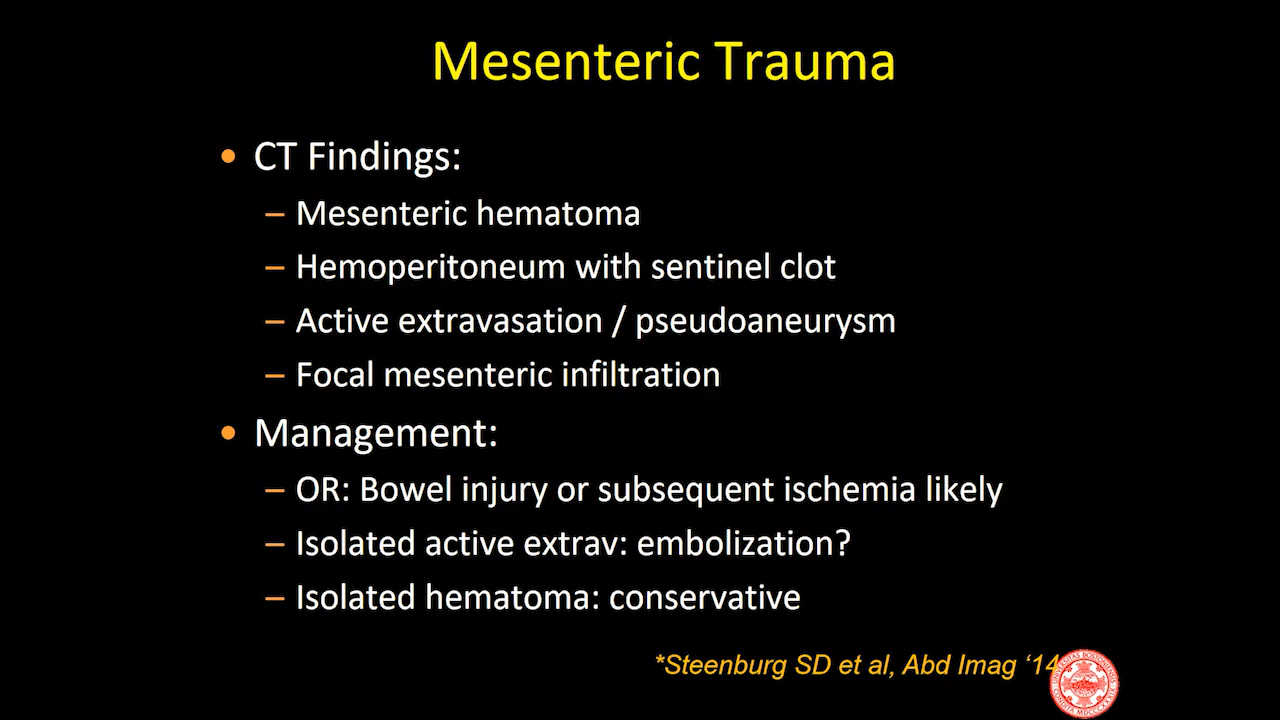 Mesenteric Trauma
• CT Findings:
– Mesenteric hematoma
– Hemoperitoneum with sentinel clot
– Active extravasation / pseudoaneurysm
– Focal mesenteric infiltration
• Management:
– OR: Bowel injury or subsequent ischemia likely
– Isolated active extrav: embolization?
– Isolated hematoma: conservative
*Steenburg SD et al, Abd Imag ‘14